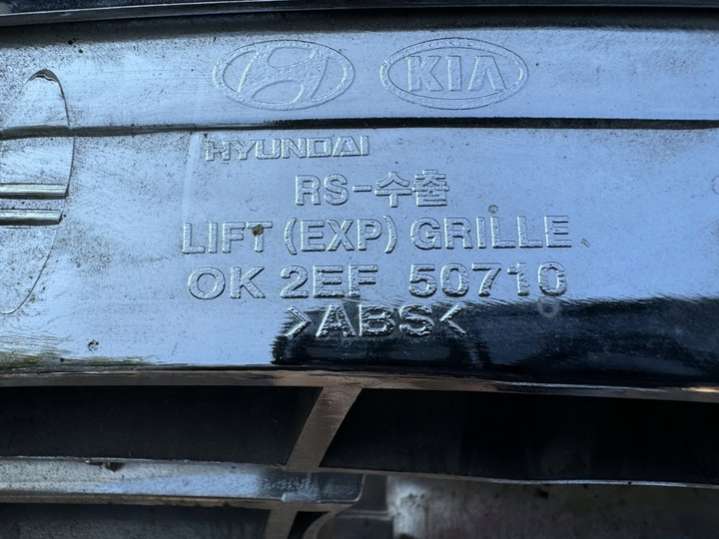 KIA
HYUNDAI
RS-수출
LIFT (EXP) GRILLE
OK 2EF 50710
>ABS<